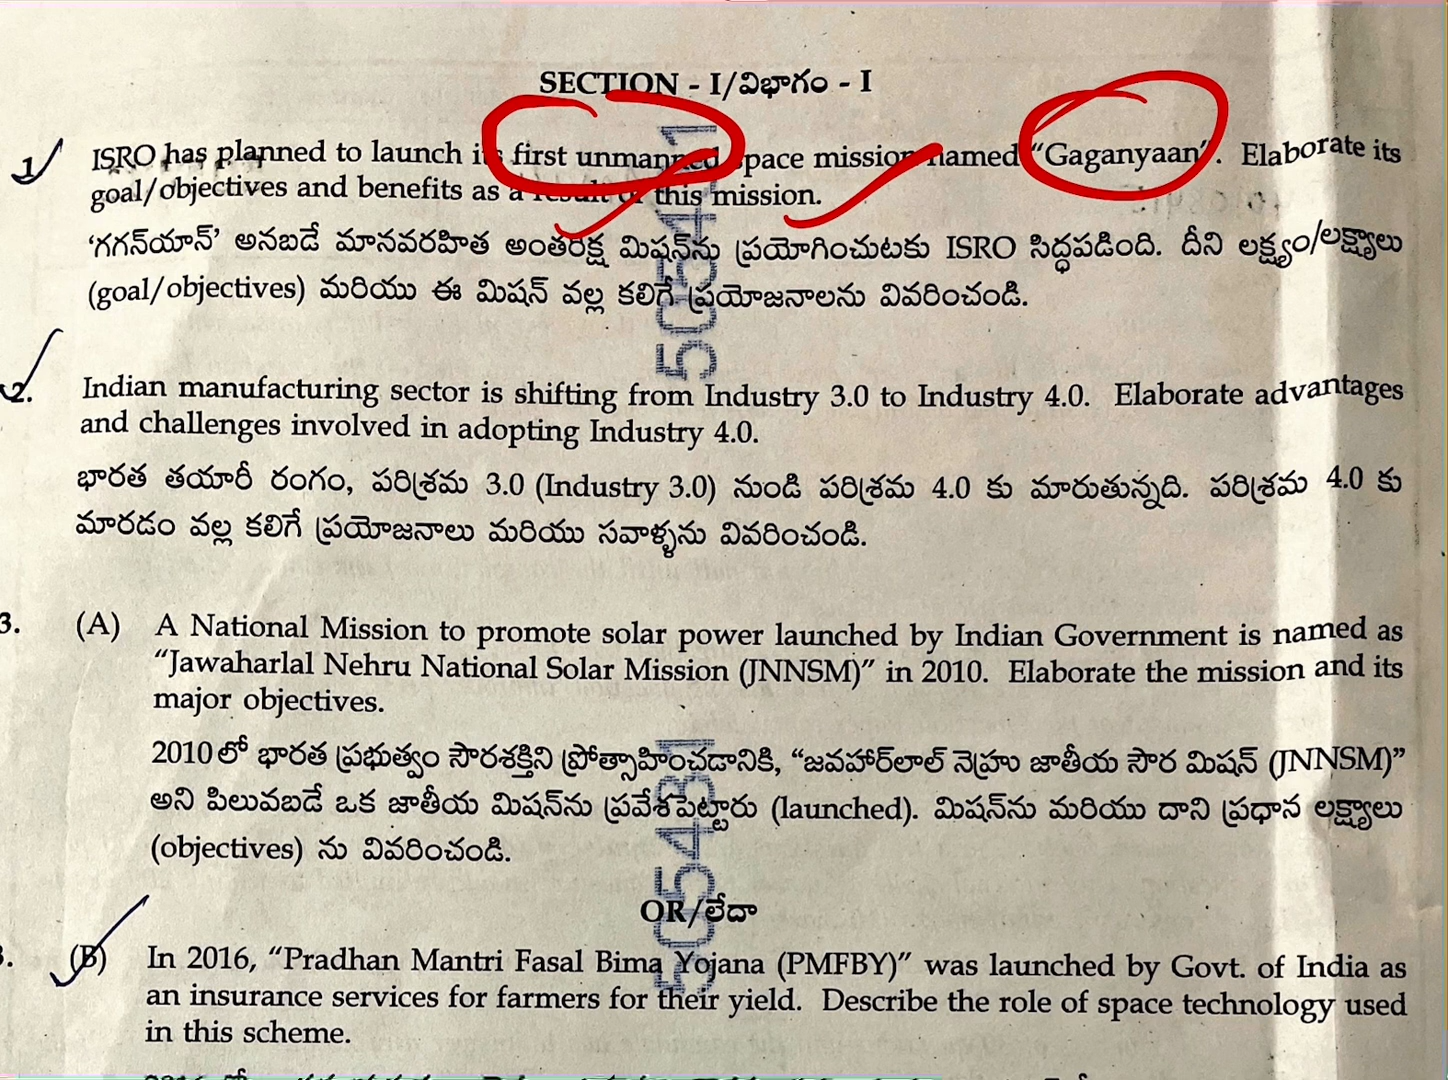 SECTION - I/విభాగం - I
1 ISRO has planned to launch its first unmanned space mission named "Gaganyaan". Elaborate its
goal/objectives and benefits as a result of this mission.
'గగన్‌యాన్' అనబడే మానవరహిత అంతరిక్ష మిషన్‌ను ప్రయోగించుటకు ISRO సిద్ధపడింది. దీని లక్ష్యం/లక్ష్యాలు
(goal/objectives) మరియు ఈ మిషన్ వల్ల కలిగే ప్రయోజనాలను వివరించండి.
2. Indian manufacturing sector is shifting from Industry 3.0 to Industry 4.0. Elaborate advantages
and challenges involved in adopting Industry 4.0.
భారత తయారీ రంగం, పరిశ్రమ 3.0 (Industry 3.0) నుండి పరిశ్రమ 4.0 కు మారుతున్నది. పరిశ్రమ 4.0 కు
మారడం వల్ల కలిగే ప్రయోజనాలు మరియు సవాళ్ళను వివరించండి.
3. (A) A National Mission to promote solar power launched by Indian Government is named as
"Jawaharlal Nehru National Solar Mission (JNNSM)" in 2010. Elaborate the mission and its
major objectives.
2010 లో భారత ప్రభుత్వం సౌరశక్తిని ప్రోత్సాహించడానికి, "జవహర్‌లాల్ నెహ్రు జాతీయ సౌర మిషన్ (JNNSM)"
అని పిలువబడే ఒక జాతీయ మిషన్‌ను ప్రవేశపెట్టారు (launched). మిషన్‌ను మరియు దాని ప్రధాన లక్ష్యాలు
(objectives) ను వివరించండి.
OR/లేదా
3. (B) In 2016, "Pradhan Mantri Fasal Bima Yojana (PMFBY)" was launched by Govt. of India as
an insurance services for farmers for their yield. Describe the role of space technology used
in this scheme.